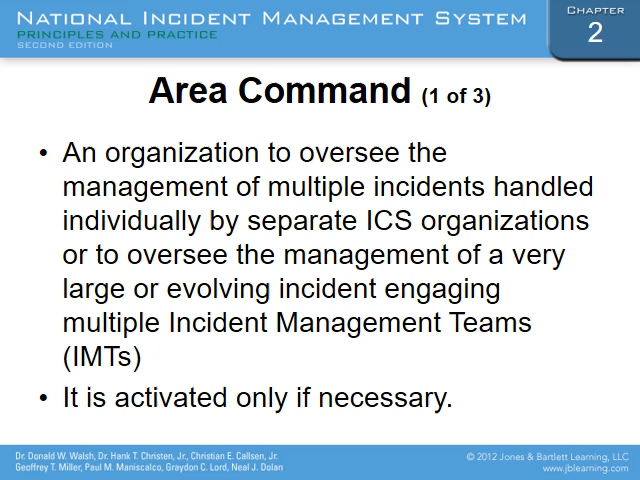 NATIONAL INCIDENT MANAGEMENT SYSTEM
PRINCIPLES AND PRACTICE
SECOND EDITION
CHAPTER
2
Area Command (1 of 3)
• An organization to oversee the
management of multiple incidents handled
individually by separate ICS organizations
or to oversee the management of a very
large or evolving incident engaging
multiple Incident Management Teams
(IMTs)
• It is activated only if necessary.
Dr. Donald W. Walsh, Dr. Hank T. Christen, Jr., Christian E. Callsen, Jr.
Geoffrey T. Miller, Paul M. Maniscalco, Graydon C. Lord, Neal J. Dolan
© 2012 Jones & Bartlett Learning, LLC
www.jblearning.com